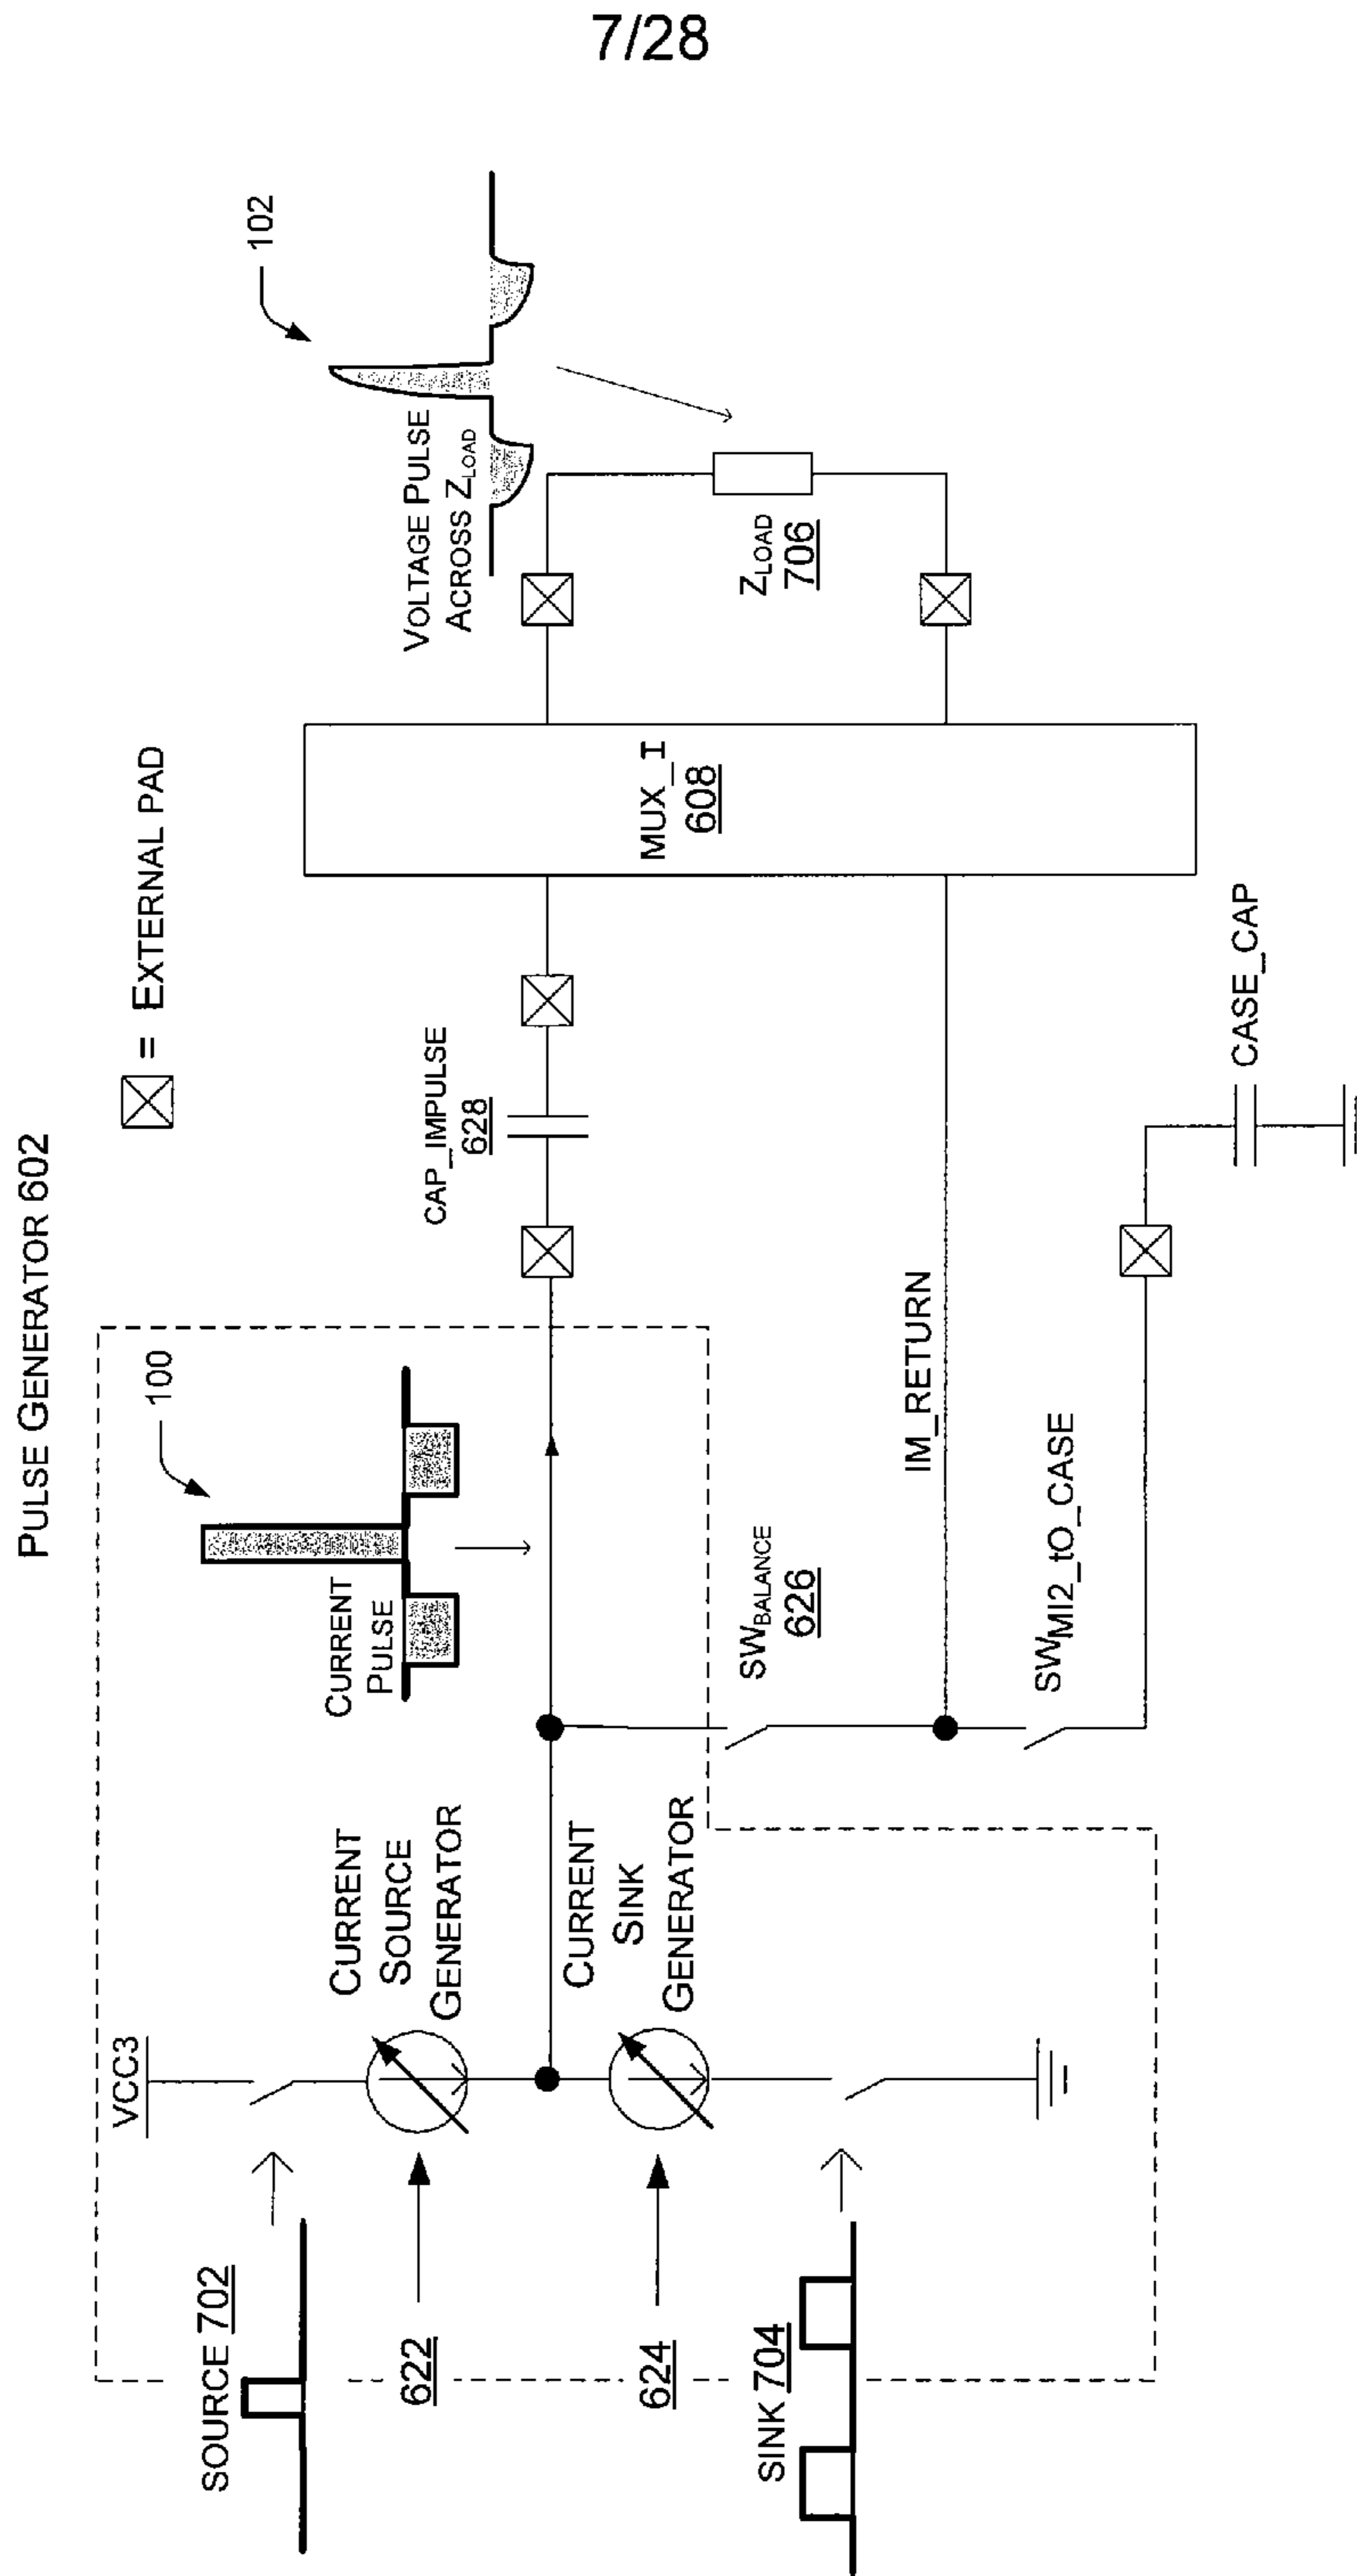 7/28
PULSE GENERATOR 602
= EXTERNAL PAD
100
CURRENT
PULSE
102
VOLTAGE PULSE
ACROSS ZLOAD
VCC3
SOURCE 702
622
CURRENT
SOURCE
GENERATOR
CAP_IMPULSE
628
MUX_I
608
ZLOAD
706
624
CURRENT
SINK
GENERATOR
SINK 704
SWBALANCE
626
IM_RETURN
SWMI2_tO_CASE
CASE_CAP